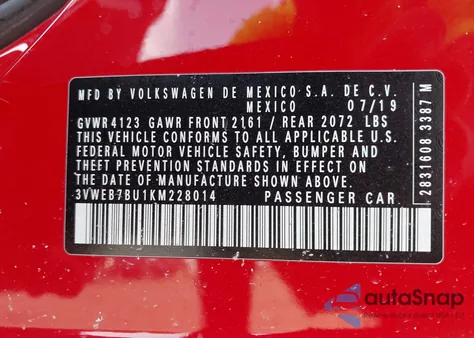 MFD BY VOLKSWAGEN DE MEXICO S.A. DE C.V.
MEXICO 07/19
GVWR 4123 GAWR FRONT 2161 / REAR 2072 LBS
THIS VEHICLE CONFORMS TO ALL APPLICABLE U.S.
FEDERAL MOTOR VEHICLE SAFETY, BUMPER AND
THEFT PREVENTION STANDARDS IN EFFECT ON
THE DATE OF MANUFACTURE SHOWN ABOVE.
3VWEB7BU1KM228014 PASSENGER CAR
2831608 3387 M
autoSnap